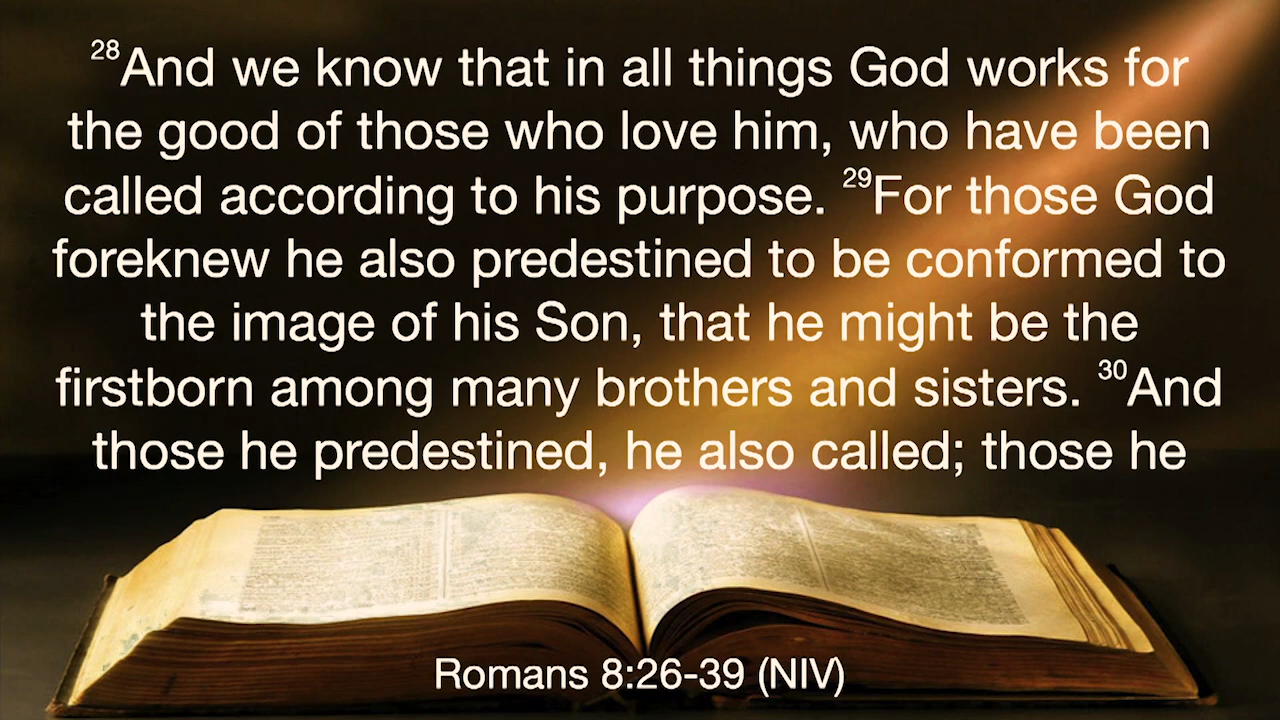 28And we know that in all things God works for
the good of those who love him, who have been
called according to his purpose. 29For those God
foreknew he also predestined to be conformed to
the image of his Son, that he might be the
firstborn among many brothers and sisters. 30And
those he predestined, he also called; those he
Romans 8:26-39 (NIV)